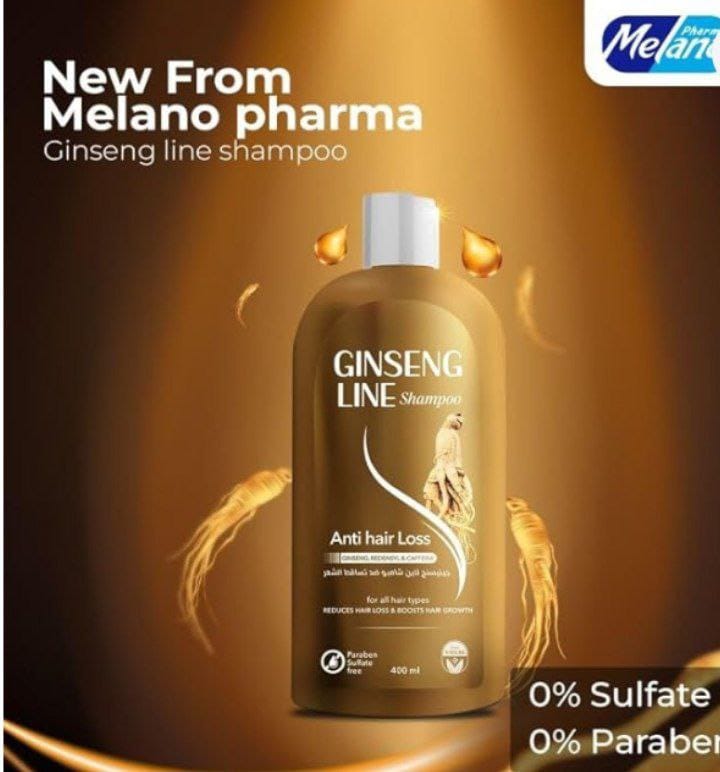 Pharma
Melano
New From
Melano pharma
Ginseng line shampoo
GINSENG
LINE Shampoo
Anti hair Loss
GINSENG, REDENSYL & CAFFEINE
جينيسنج لاين شامبو ضد تساقط الشعر
for all hair types
REDUCES HAIR LOSS & BOOSTS HAIR GROWTH
Paraben
Sulfate
free
400 ml
0% Sulfate
0% Paraben